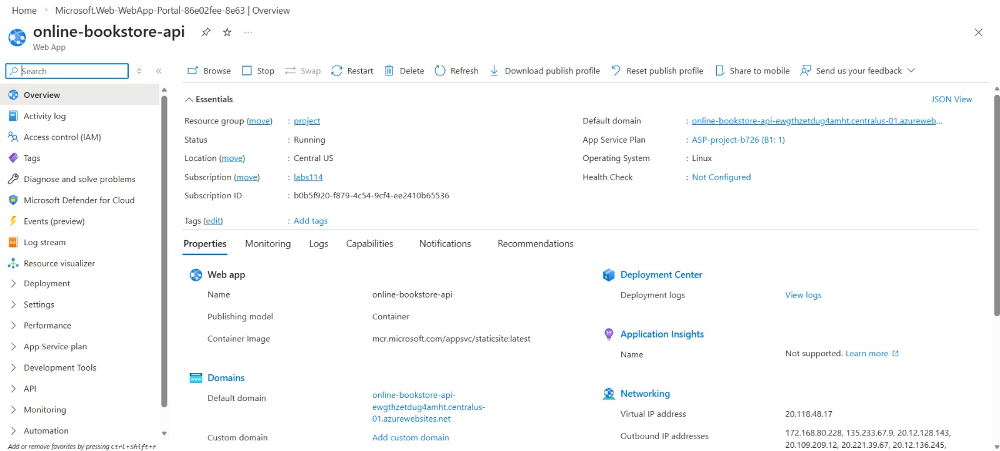 Home > Microsoft.Web-WebApp-Portal-86e02fee-8e63 | Overview
online-bookstore-api
Web App
Search
Browse Stop Swap Restart Delete Refresh Download publish profile Reset publish profile Share to mobile Send us your feedback
Overview
Activity log
Access control (IAM)
Tags
Diagnose and solve problems
Microsoft Defender for Cloud
Events (preview)
Log stream
Resource visualizer
Deployment
Settings
Performance
App Service plan
Development Tools
API
Monitoring
Automation
Add or remove favorites by pressing Ctrl+Shift+F
Essentials
JSON View
Resource group (move) : project
Status : Running
Location (move) : Central US
Subscription (move) : labs114
Subscription ID : b0b5f920-f879-4c54-9cf4-ee2410b65536
Tags (edit) : Add tags
Default domain : online-bookstore-api-ewgthzetdug4amht.centralus-01.azureweb...
App Service Plan : ASP-project-b726 (B1: 1)
Operating System : Linux
Health Check : Not Configured
Properties Monitoring Logs Capabilities Notifications Recommendations
Web app
Name online-bookstore-api
Publishing model Container
Container Image mcr.microsoft.com/appsvc/staticsite:latest
Domains
Default domain online-bookstore-api-
ewgthzetdug4amht.centralus-
01.azurewebsites.net
Custom domain Add custom domain
Deployment Center
Deployment logs View logs
Application Insights
Name Not supported. Learn more
Networking
Virtual IP address 20.118.48.17
Outbound IP addresses 172.168.80.228, 135.233.67.9, 20.12.128.143,
20.109.209.12, 20.221.39.67, 20.12.136.245,